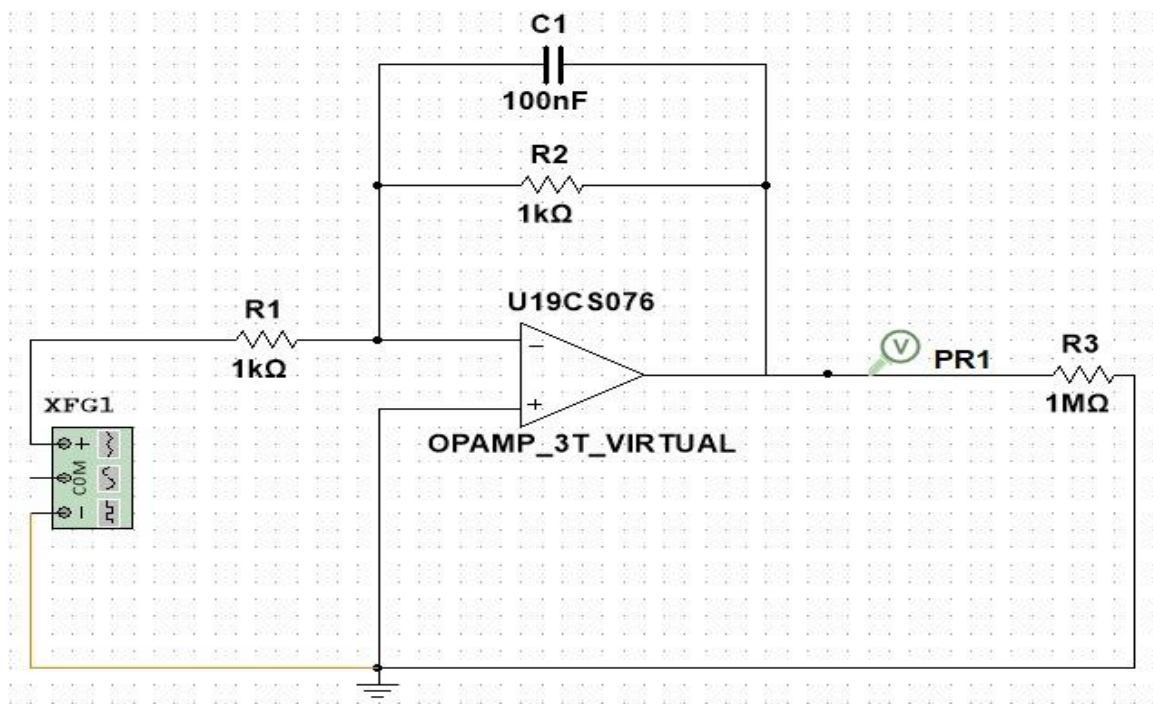 C1
100nF
R2
1kΩ
U19CS076
R1
1kΩ
V
PR1
R3
1MΩ
XFG1
+
COM
−
−
+
OPAMP_3T_VIRTUAL